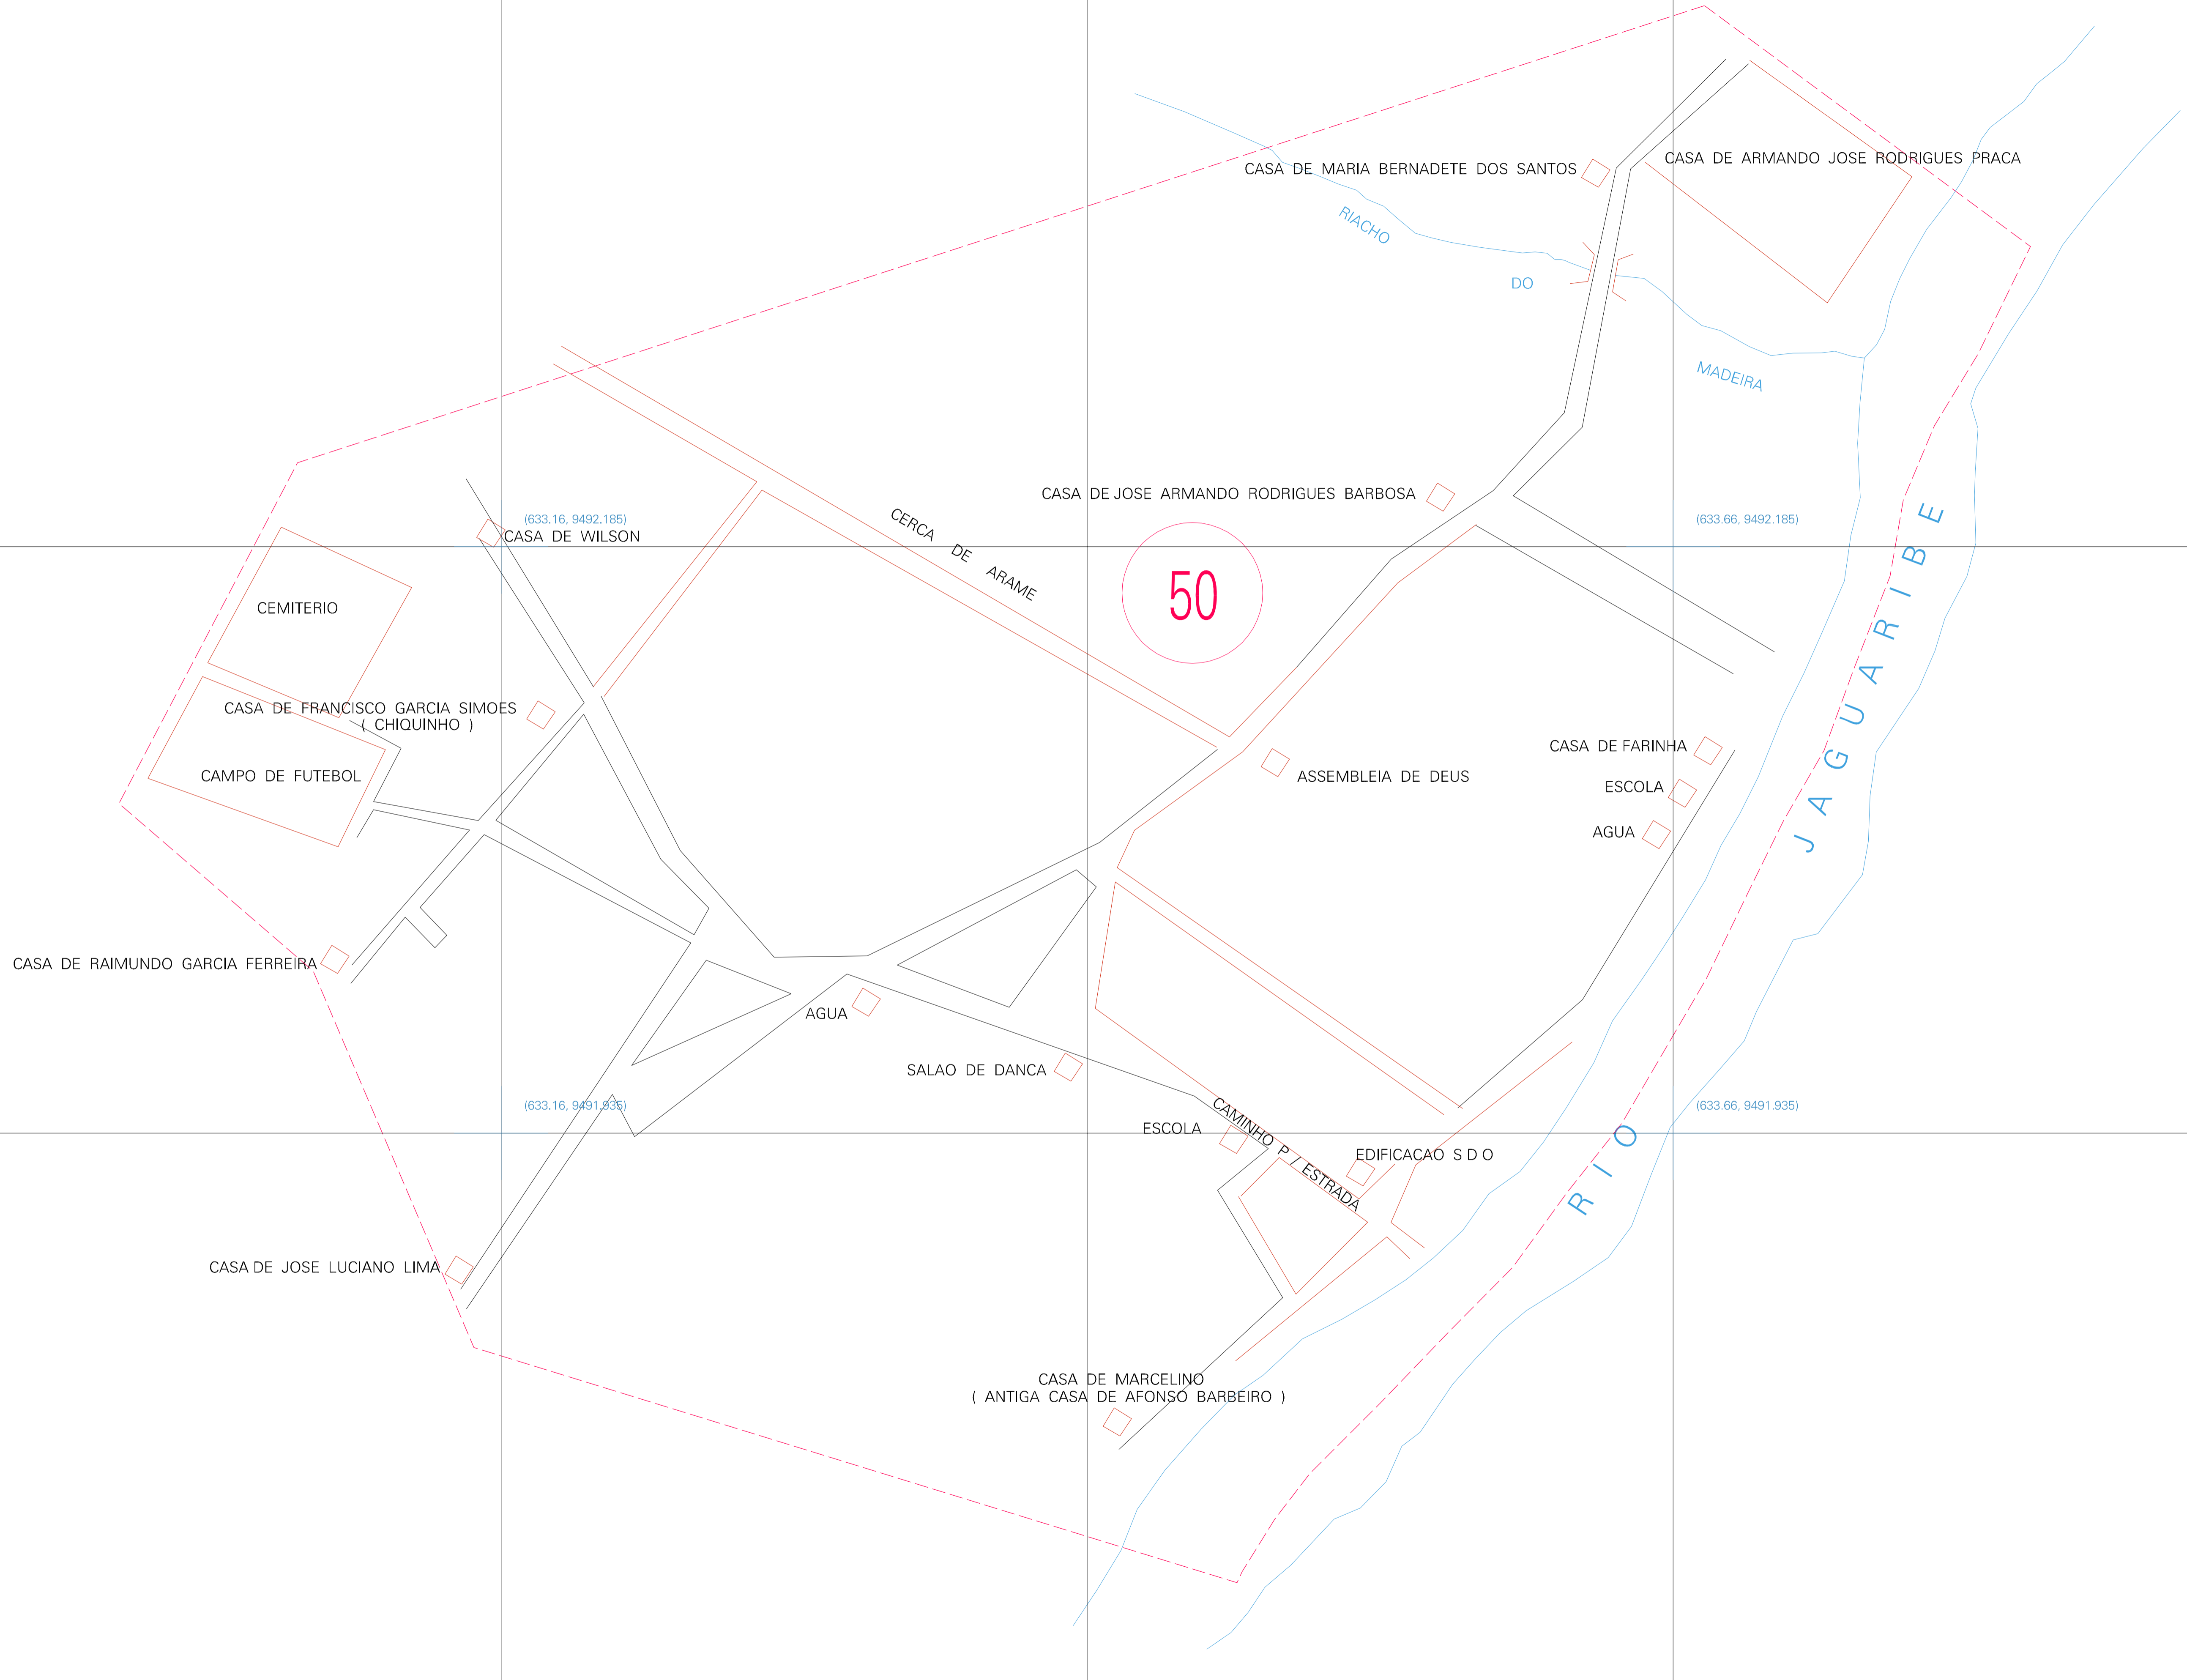 CASA DE MARIA BERNADETE DOS SANTOS
CASA DE ARMANDO JOSE RODRIGUES PRACA
RIACHO
DO
MADEIRA
CASA DE JOSE ARMANDO RODRIGUES BARBOSA
(633.16, 9492.185)
(633.66, 9492.185)
CASA DE WILSON
CERCA DE ARAME
50
CEMITERIO
CASA DE FRANCISCO GARCIA SIMOES
( CHIQUINHO )
CAMPO DE FUTEBOL
ASSEMBLEIA DE DEUS
CASA DE FARINHA
ESCOLA
AGUA
RIO JAGUARIBE
CASA DE RAIMUNDO GARCIA FERREIRA
AGUA
SALAO DE DANCA
(633.16, 9491.935)
(633.66, 9491.935)
ESCOLA
CAMINHO P / ESTRADA
EDIFICACAO S D O
CASA DE JOSE LUCIANO LIMA
CASA DE MARCELINO
( ANTIGA CASA DE AFONSO BARBEIRO )